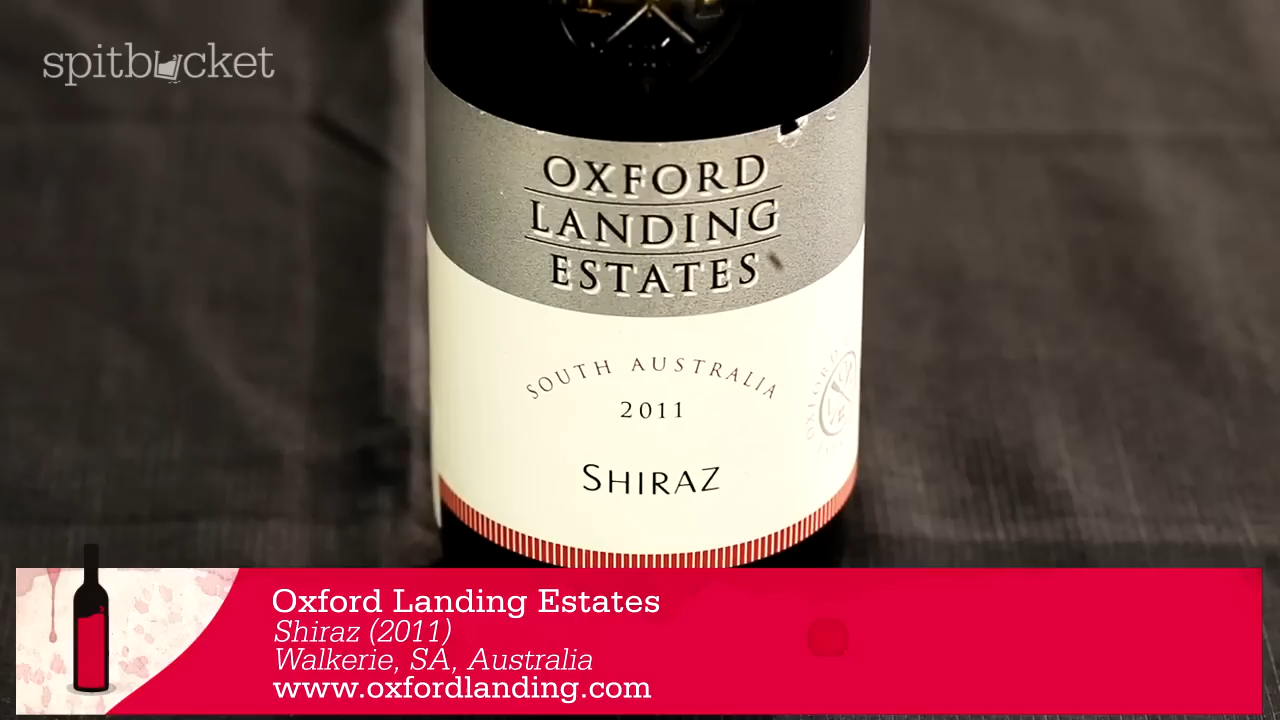 spitbucket
OXFORD
LANDING
ESTATES
SOUTH AUSTRALIA
2011
SHIRAZ
Oxford Landing Estates
Shiraz (2011)
Walkerie, SA, Australia
www.oxfordlanding.com